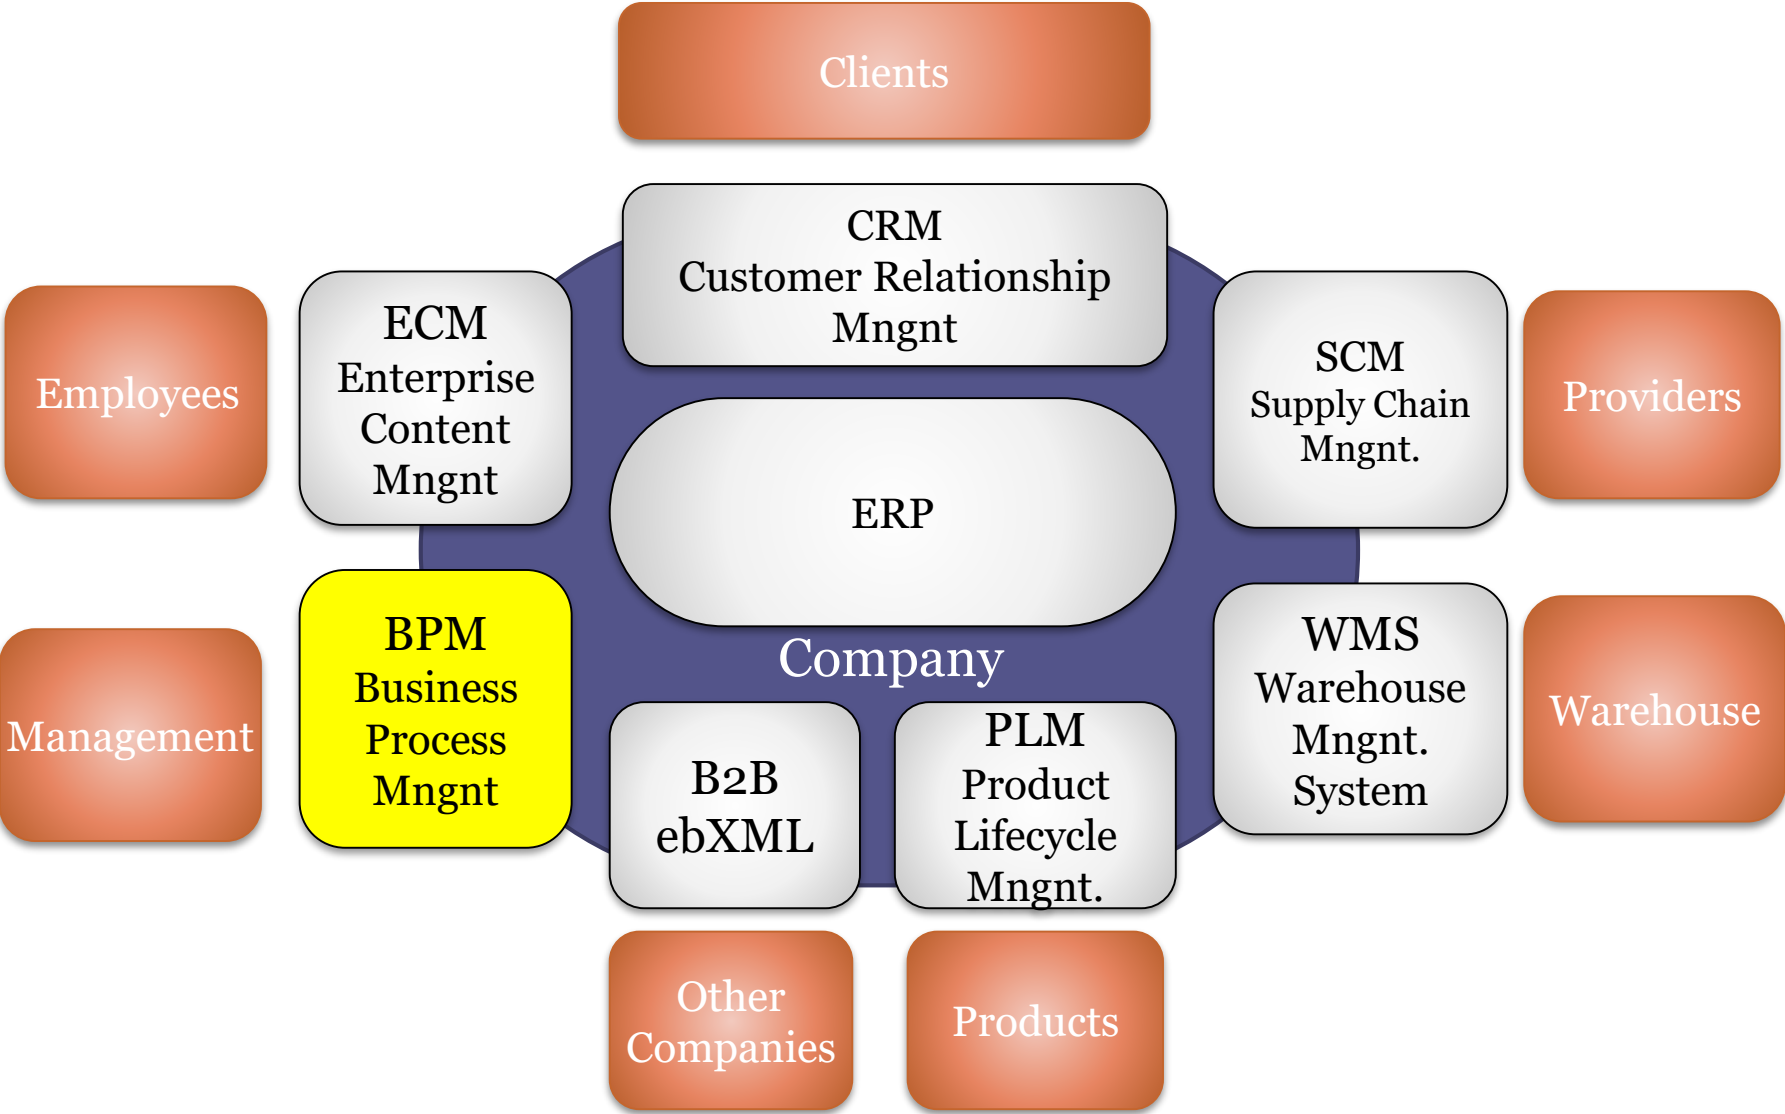 Clients
CRM
Customer Relationship
Mngnt
ECM
Enterprise
Content
Mngnt
Employees
SCM
Supply Chain
Mngnt.
Providers
ERP
BPM
Business
Process
Mngnt
Management
Company
WMS
Warehouse
Mngnt.
System
Warehouse
B2B
ebXML
PLM
Product
Lifecycle
Mngnt.
Other
Companies
Products